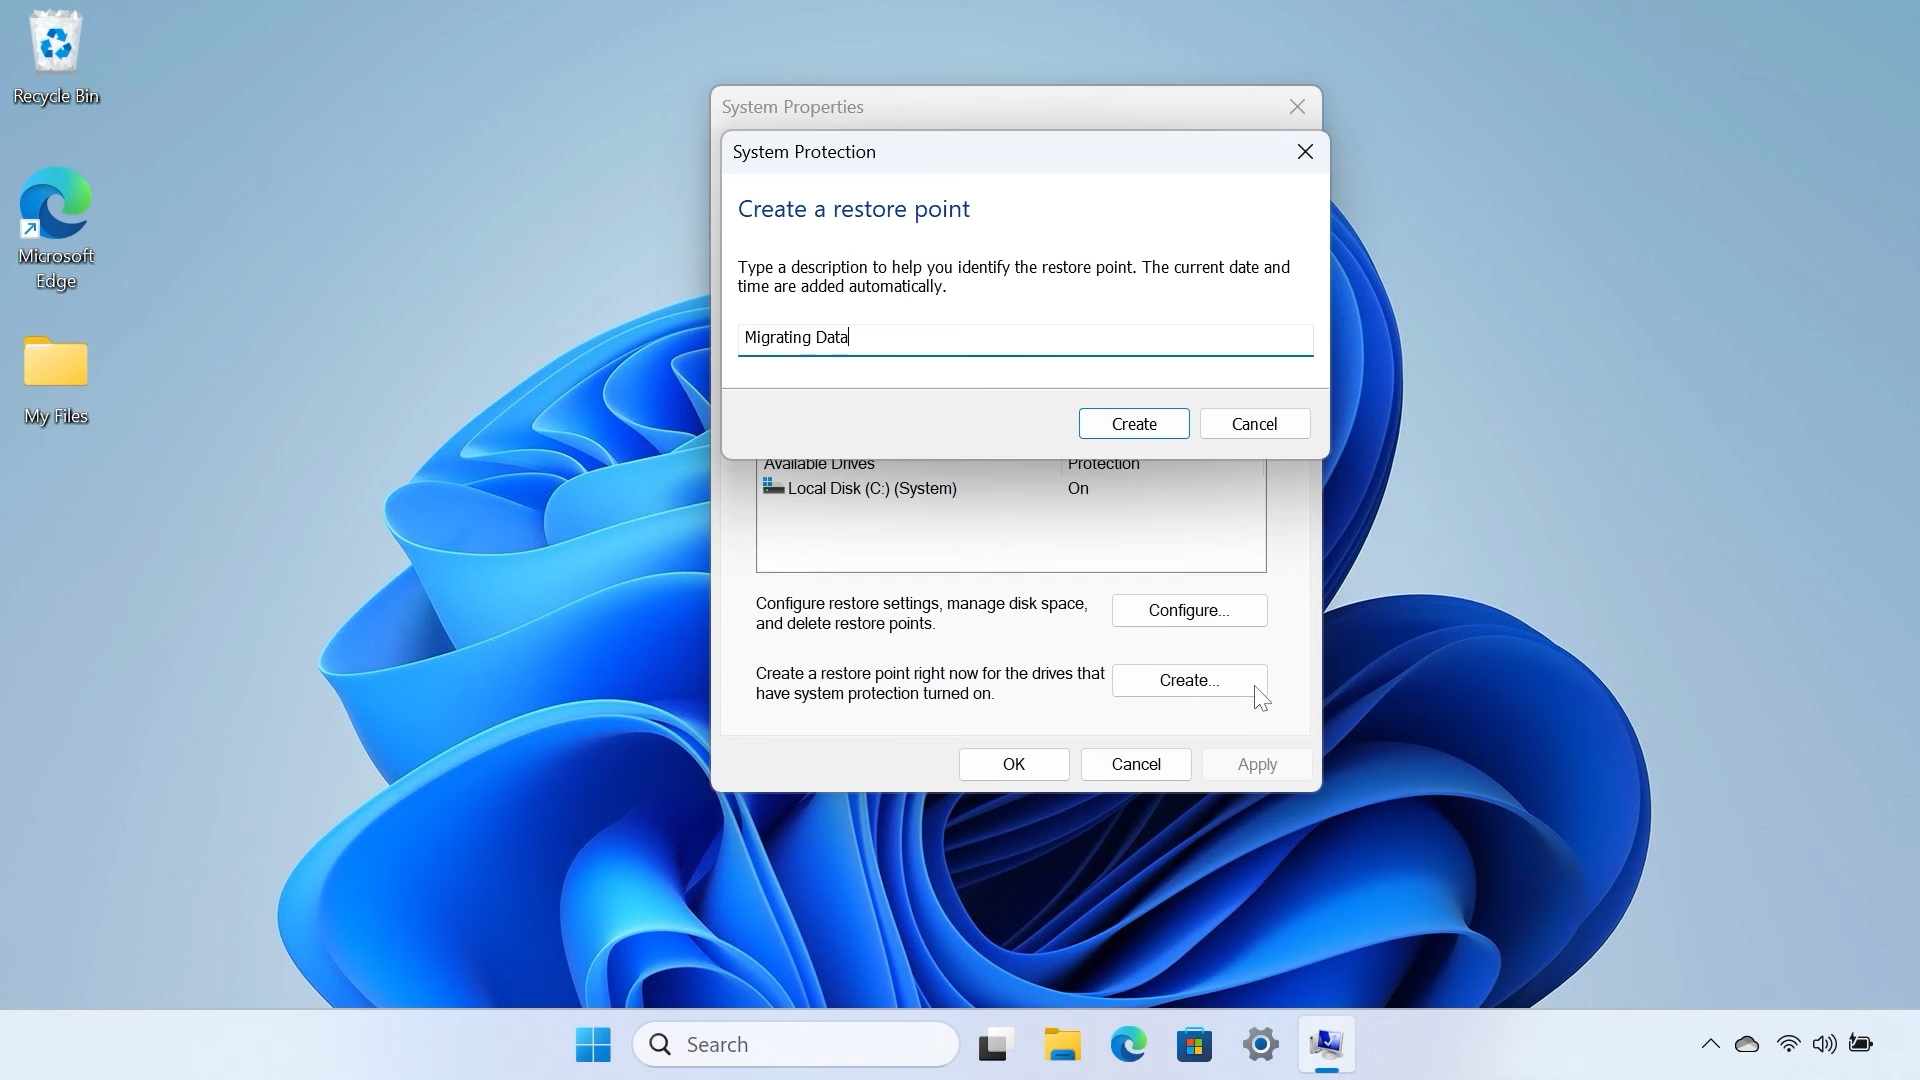 Recycle Bin
Microsoft
Edge
My Files
System Properties
System Protection
Create a restore point
Type a description to help you identify the restore point. The current date and
time are added automatically.
Migrating Data
Create
Cancel
Available Drives
Protection
Local Disk (C:) (System)
On
Configure restore settings, manage disk space,
and delete restore points.
Configure...
Create a restore point right now for the drives that
have system protection turned on.
Create...
OK
Cancel
Apply
Search